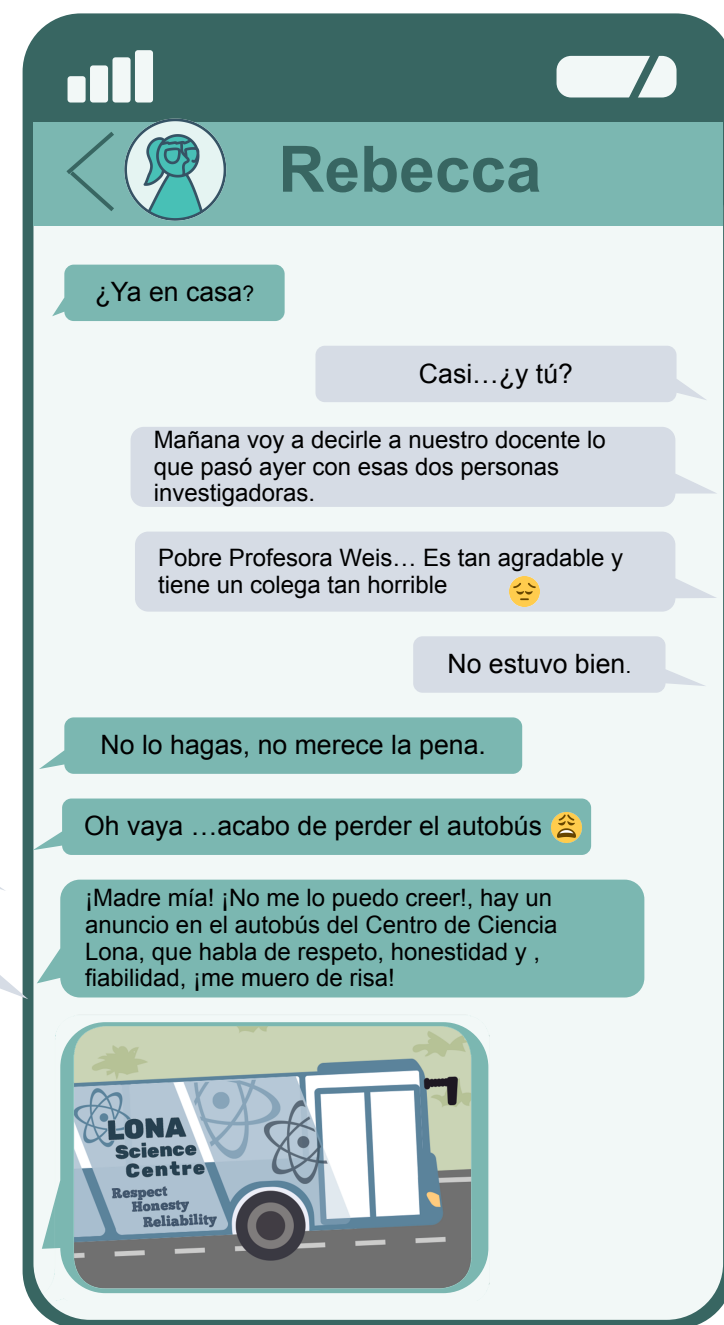 Rebecca
¿Ya en casa?
Casi…¿y tú?
Mañana voy a decirle a nuestro docente lo
que pasó ayer con esas dos personas
investigadoras.
Pobre Profesora Weis… Es tan agradable y
tiene un colega tan horrible 😔
No estuvo bien.
No lo hagas, no merece la pena.
Oh vaya …acabo de perder el autobús 😩
¡Madre mía! ¡No me lo puedo creer!, hay un
anuncio en el autobús del Centro de Ciencia
Lona, que habla de respeto, honestidad y ,
fiabilidad, ¡me muero de risa!
LONA
Science
Centre
Respect
Honesty
Reliability